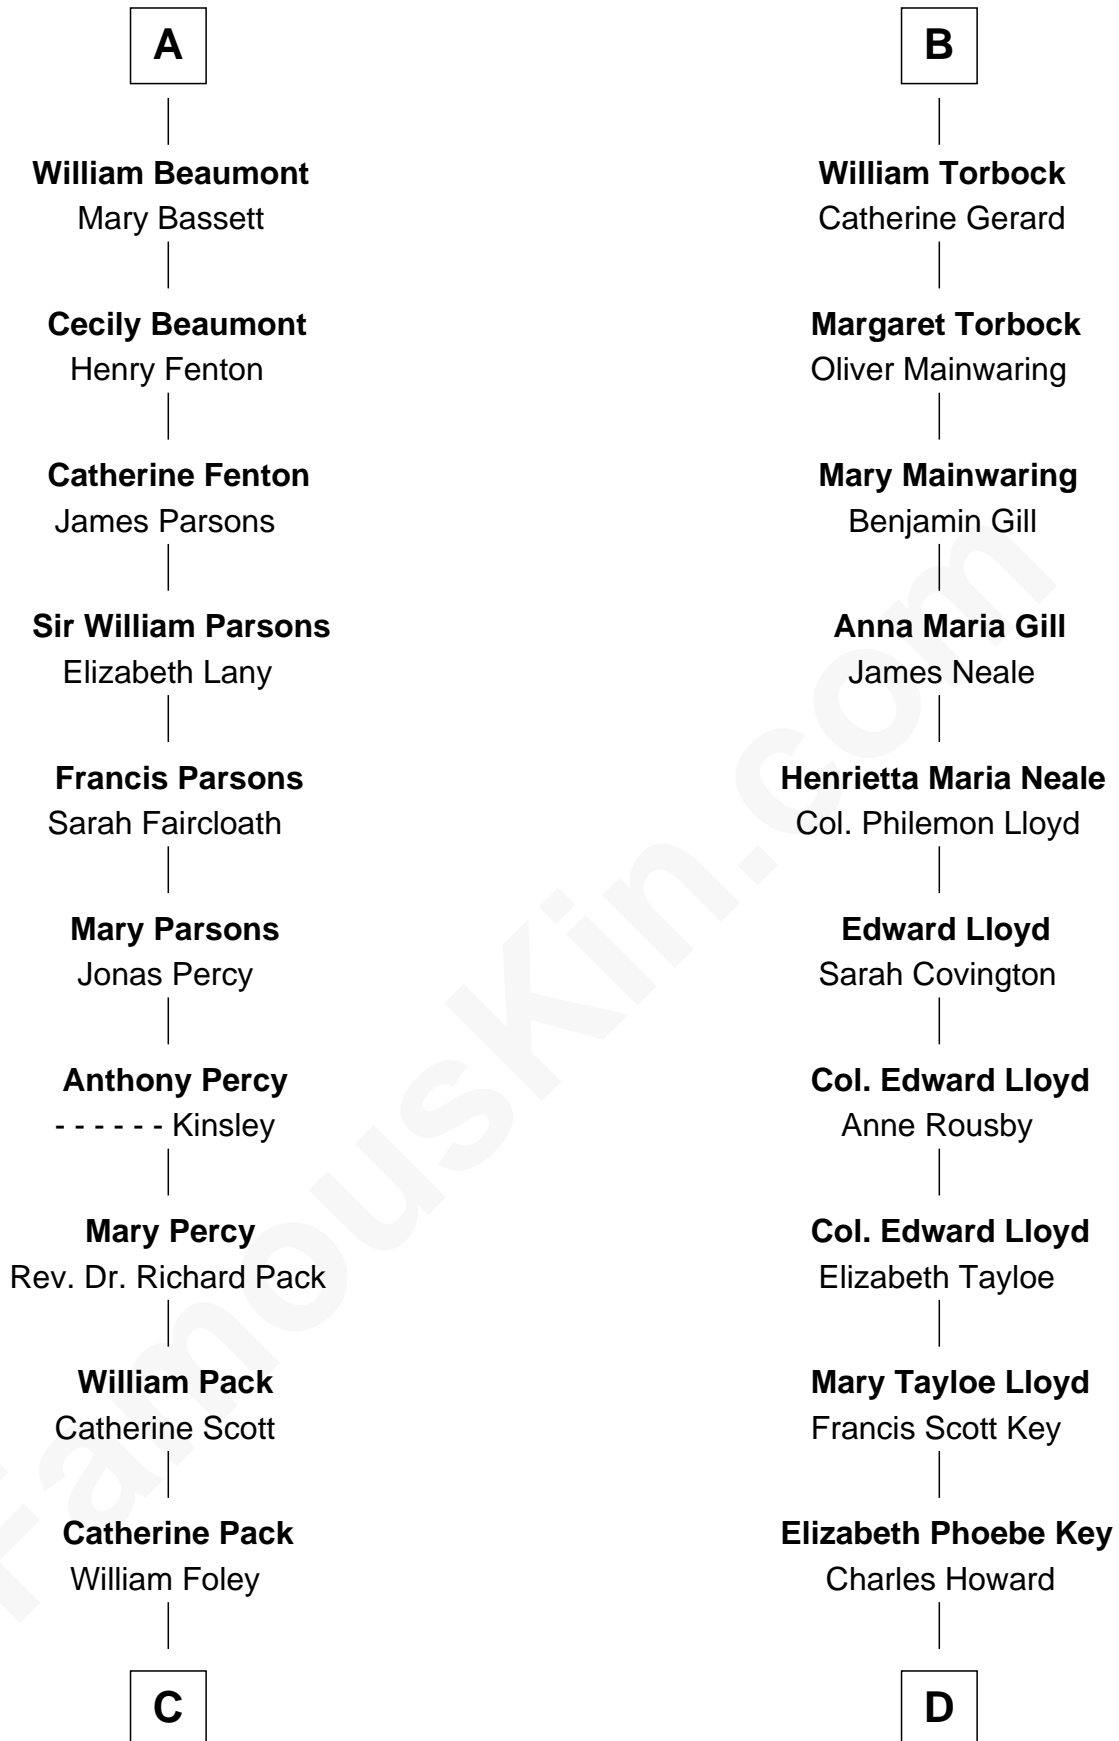 A
William Beaumont
Mary Bassett
Cecily Beaumont
Henry Fenton
Catherine Fenton
James Parsons
Sir William Parsons
Elizabeth Lany
Francis Parsons
Sarah Faircloath
Mary Parsons
Jonas Percy
Anthony Percy
- - - - - - Kinsley
Mary Percy
Rev. Dr. Richard Pack
William Pack
Catherine Scott
Catherine Pack
William Foley
C
B
William Torbock
Catherine Gerard
Margaret Torbock
Oliver Mainwaring
Mary Mainwaring
Benjamin Gill
Anna Maria Gill
James Neale
Henrietta Maria Neale
Col. Philemon Lloyd
Edward Lloyd
Sarah Covington
Col. Edward Lloyd
Anne Rousby
Col. Edward Lloyd
Elizabeth Tayloe
Mary Tayloe Lloyd
Francis Scott Key
Elizabeth Phoebe Key
Charles Howard
D
FamousKin.com